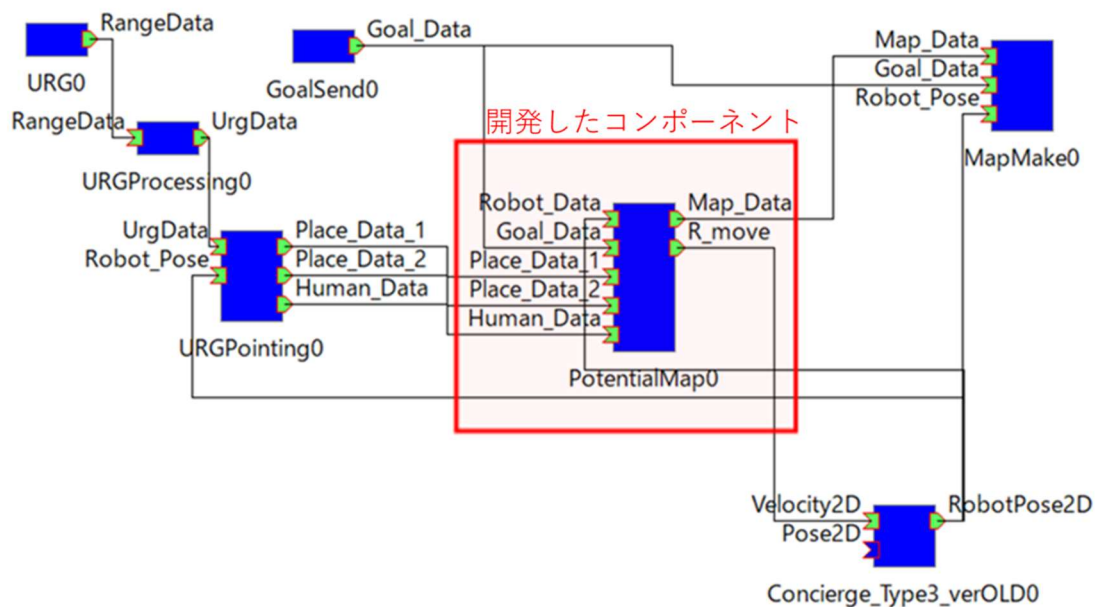 RangeData
URG0
Goal_Data
GoalSend0
Map_Data
Goal_Data
Robot_Pose
MapMake0
RangeData
UrgData
URGProcessing0
開発したコンポーネント
UrgData
Robot_Pose
Place_Data_1
Place_Data_2
Human_Data
URGPointing0
Robot_Data
Goal_Data
Place_Data_1
Place_Data_2
Human_Data
Map_Data
R_move
PotentialMap0
Velocity2D
Pose2D
RobotPose2D
Concierge_Type3_verOLD0